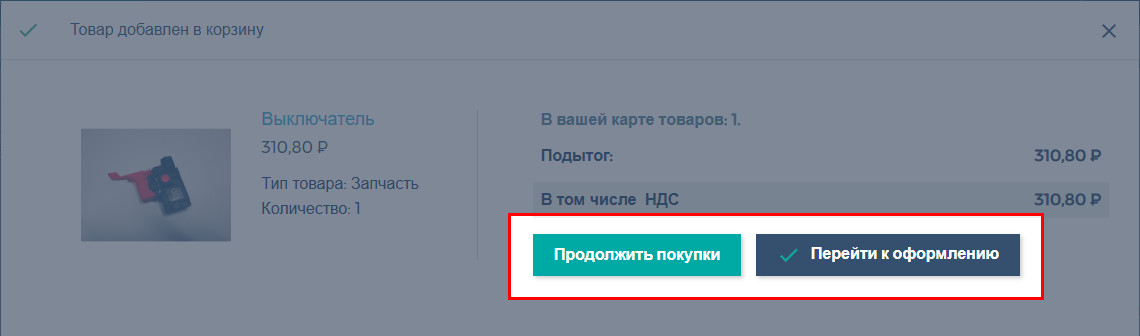 Товар добавлен в корзину
Выключатель
310,80 ₽
Тип товара: Запчасть
Количество: 1
В вашей карте товаров: 1.
Подытог: 310,80 ₽
В том числе НДС 310,80 ₽
Продолжить покупки
Перейти к оформлению